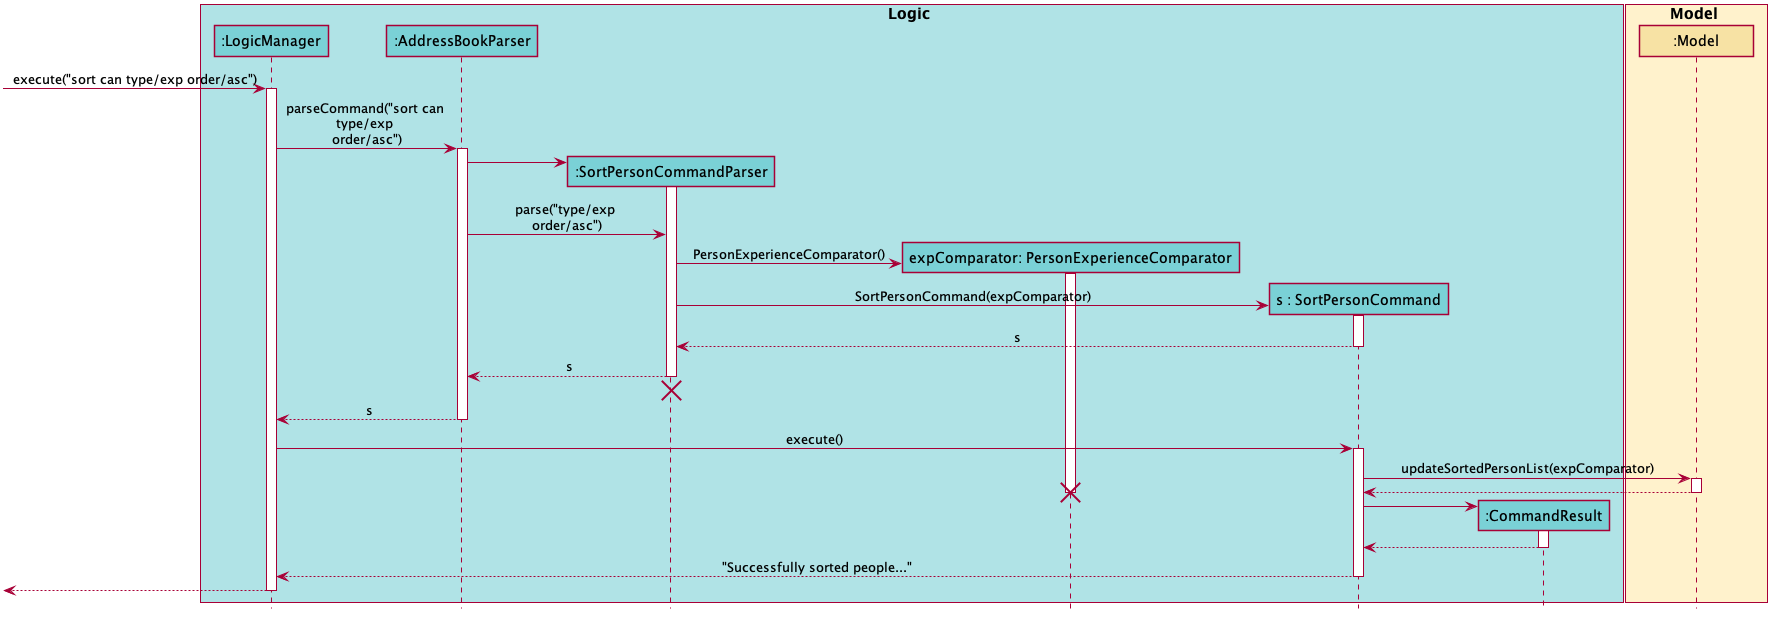 Logic
Model
:LogicManager
:AddressBookParser
:Model
execute("sort can type/exp order/asc")
parseCommand("sort can
type/exp
order/asc")
:SortPersonCommandParser
parse("type/exp
order/asc")
PersonExperienceComparator()
expComparator: PersonExperienceComparator
SortPersonCommand(expComparator)
s : SortPersonCommand
s
s
s
execute()
updateSortedPersonList(expComparator)
:CommandResult
"Successfully sorted people..."